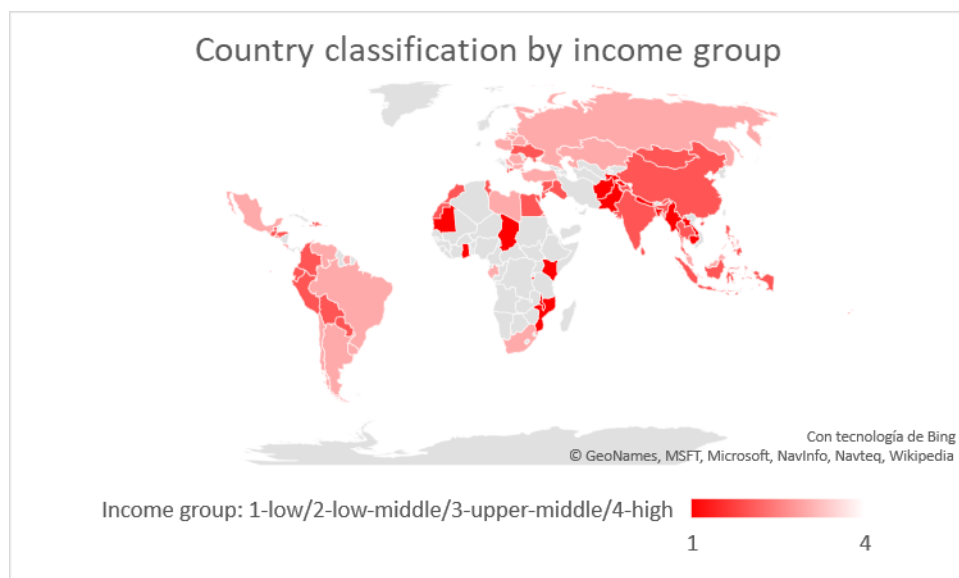 Country classification by income group
Con tecnología de Bing
© GeoNames, MSFT, Microsoft, NavInfo, Navteq, Wikipedia
Income group: 1-low/2-low-middle/3-upper-middle/4-high
1 4